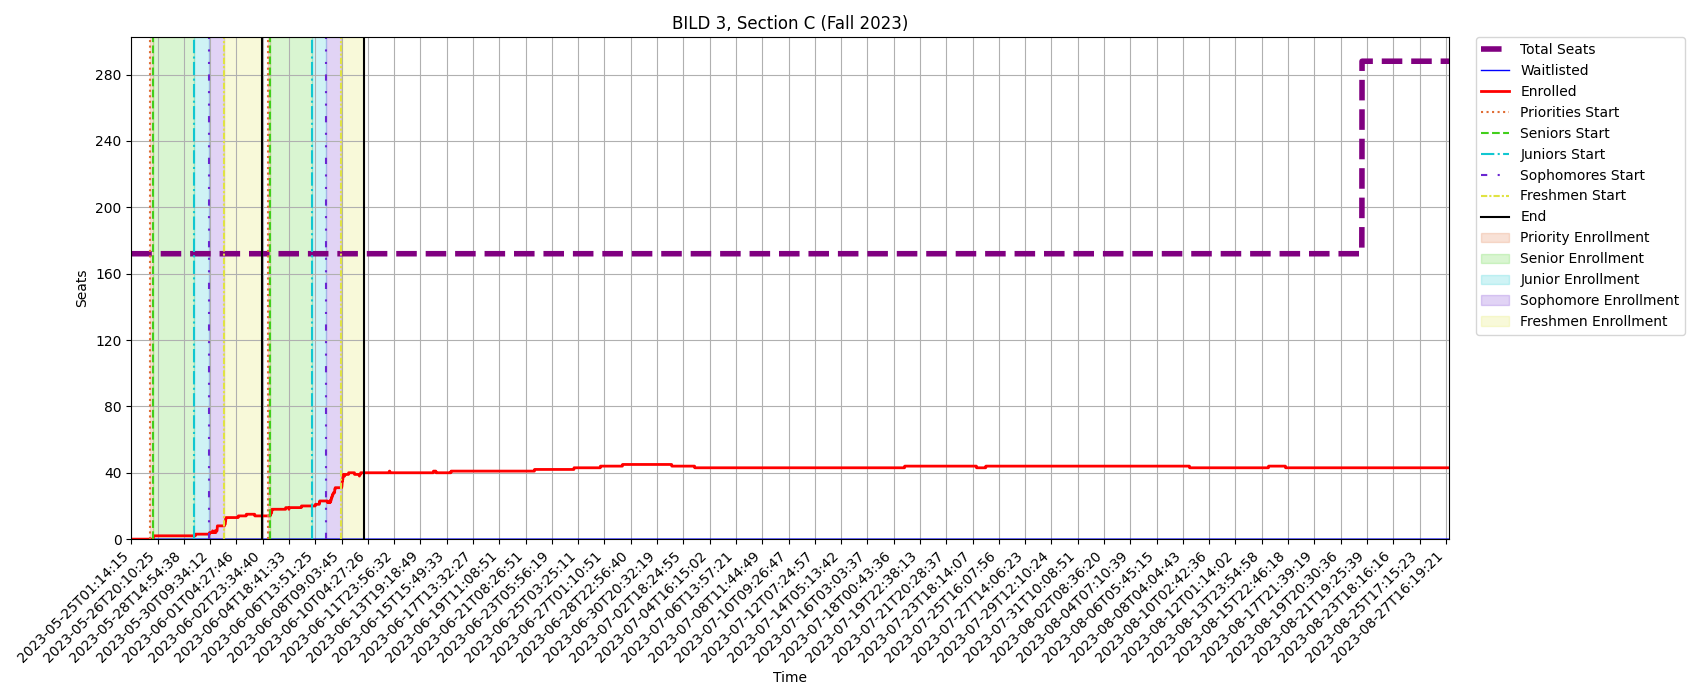 BILD 3, Section C (Fall 2023)
Seats
280
240
200
160
120
80
40
0
2023-05-25T01:14:15
2023-05-26T20:10:25
2023-05-28T14:54:38
2023-05-30T09:34:12
2023-06-01T04:27:46
2023-06-02T23:34:40
2023-06-04T18:41:33
2023-06-06T13:51:25
2023-06-08T09:03:45
2023-06-10T04:27:26
2023-06-11T23:56:32
2023-06-13T19:18:49
2023-06-15T15:49:33
2023-06-17T13:32:27
2023-06-19T11:08:51
2023-06-21T08:26:51
2023-06-23T05:56:19
2023-06-25T03:25:11
2023-06-27T01:10:51
2023-06-28T22:56:40
2023-06-30T20:32:19
2023-07-02T18:24:55
2023-07-04T16:15:02
2023-07-06T13:57:21
2023-07-08T11:44:49
2023-07-10T09:26:47
2023-07-12T07:24:57
2023-07-14T05:13:42
2023-07-16T03:03:37
2023-07-18T00:43:36
2023-07-19T22:38:13
2023-07-21T20:28:37
2023-07-23T18:14:07
2023-07-25T16:07:56
2023-07-27T14:06:23
2023-07-29T12:10:24
2023-07-31T10:08:51
2023-08-02T08:36:20
2023-08-04T07:10:39
2023-08-06T05:45:15
2023-08-08T04:04:43
2023-08-10T02:42:36
2023-08-12T01:14:02
2023-08-13T23:54:58
2023-08-15T22:46:18
2023-08-17T21:39:19
2023-08-19T20:30:36
2023-08-21T19:25:39
2023-08-23T18:16:16
2023-08-25T17:15:23
2023-08-27T16:19:21
Time
Total Seats
Waitlisted
Enrolled
Priorities Start
Seniors Start
Juniors Start
Sophomores Start
Freshmen Start
End
Priority Enrollment
Senior Enrollment
Junior Enrollment
Sophomore Enrollment
Freshmen Enrollment